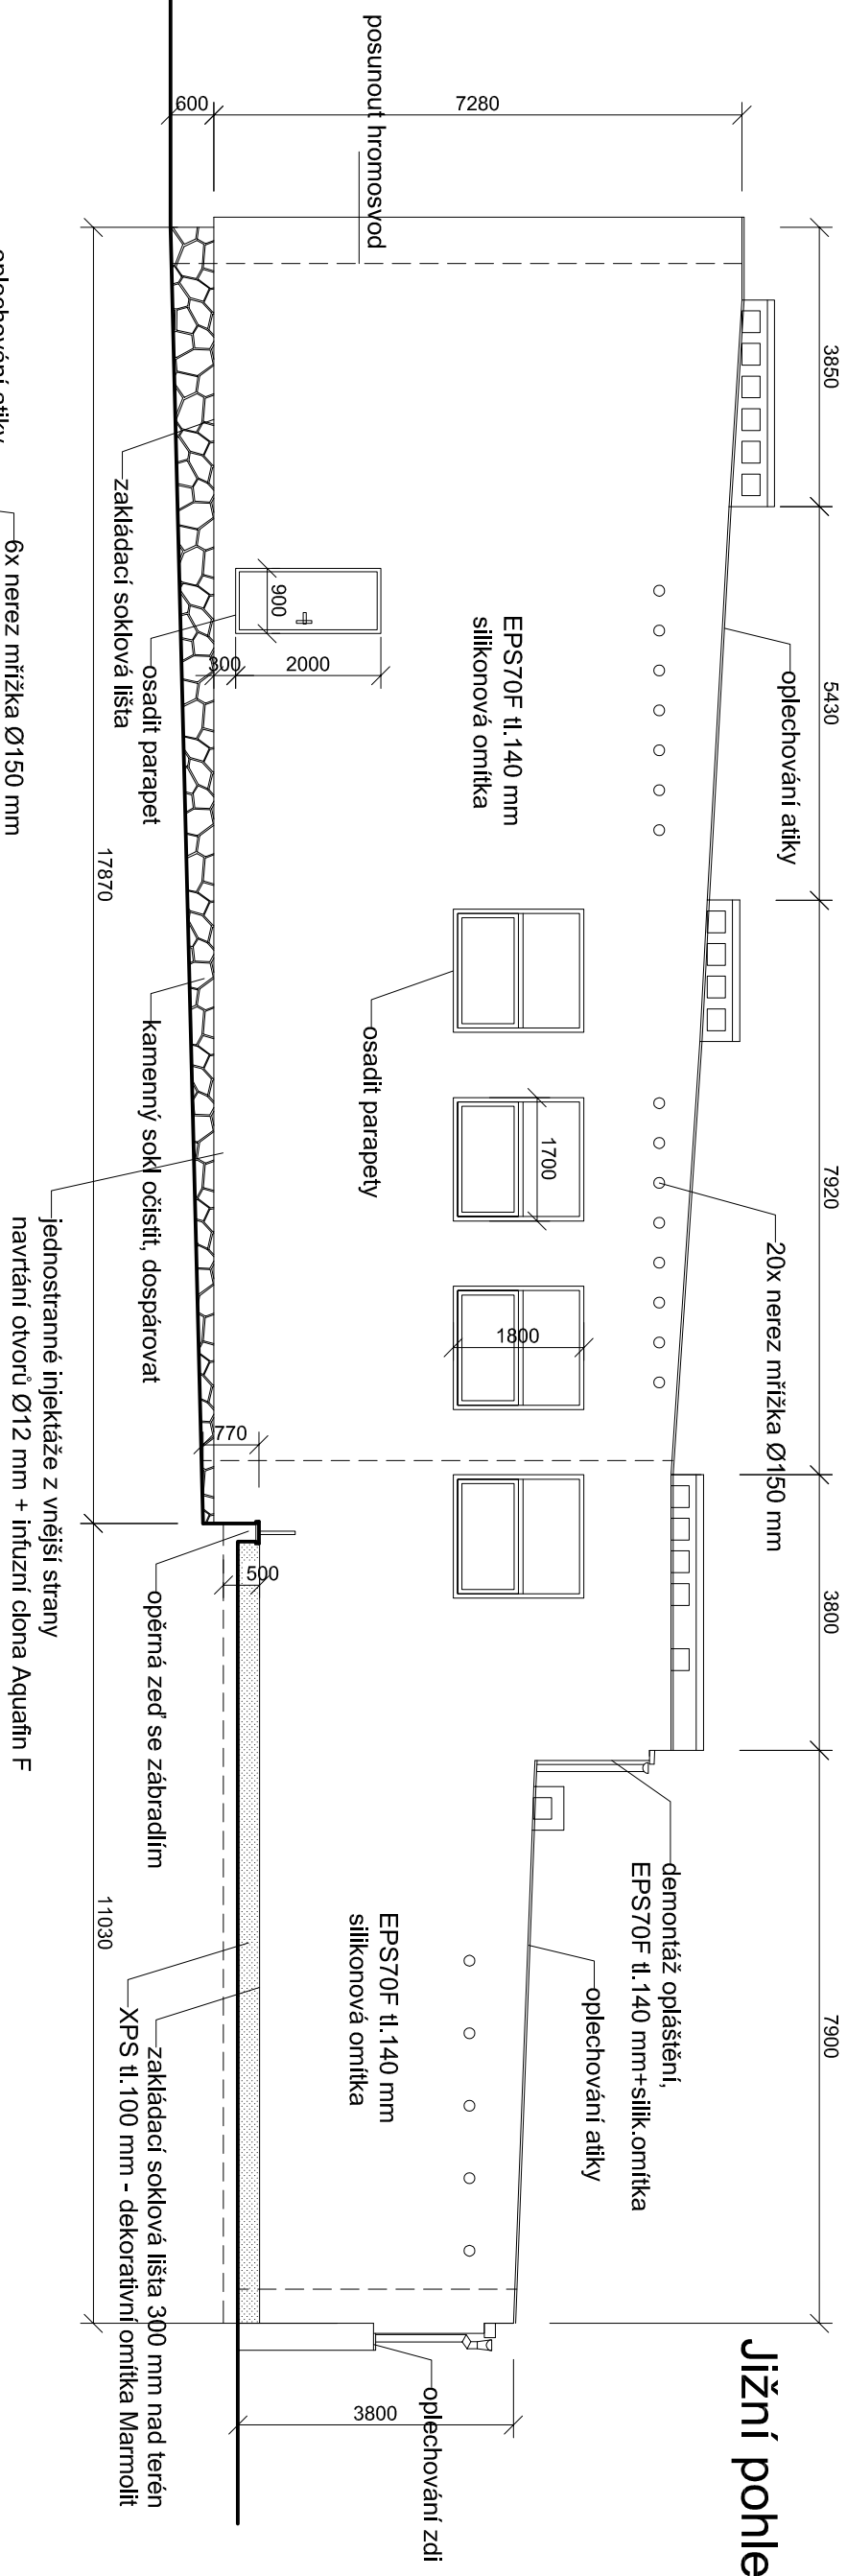 Jižní pohle
3850
5430
7920
3800
7900
7280
600
posunout hromosvod
oplechování atiky
20x nerez mřížka Ø150 mm
demontáž opláštění,
EPS70F tl.140 mm+silik.omítka
oplechování atiky
EPS70F tl.140 mm
silikonová omítka
EPS70F tl.140 mm
silikonová omítka
900
300
2000
1700
1800
770
500
3800
osadit parapety
osadit parapet
zakládací soklová lišta
kamenný sokl očistit, dospárovat
opěrná zeď se zábradlím
oplechování zdi
zakládací soklová lišta 300 mm nad terén
XPS tl.100 mm - dekorativní omítka Marmolit
17870
11030
jednostranné injektáže z vnější strany
navrtání otvorů Ø12 mm + infuzní clona Aquafin F
6x nerez mřížka Ø150 mm
oplechování atiky